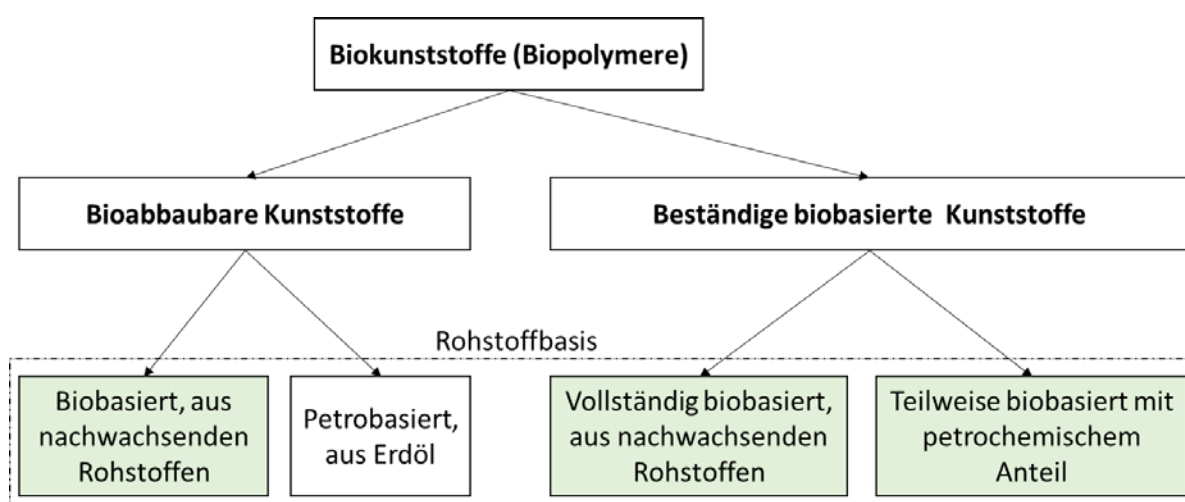 Biokunststoffe (Biopolymere)
Bioabbaubare Kunststoffe
Beständige biobasierte Kunststoffe
Rohstoffbasis
Biobasiert, aus
nachwachsenden
Rohstoffen
Petrobasiert,
aus Erdöl
Vollständig biobasiert,
aus nachwachsenden
Rohstoffen
Teilweise biobasiert mit
petrochemischem
Anteil